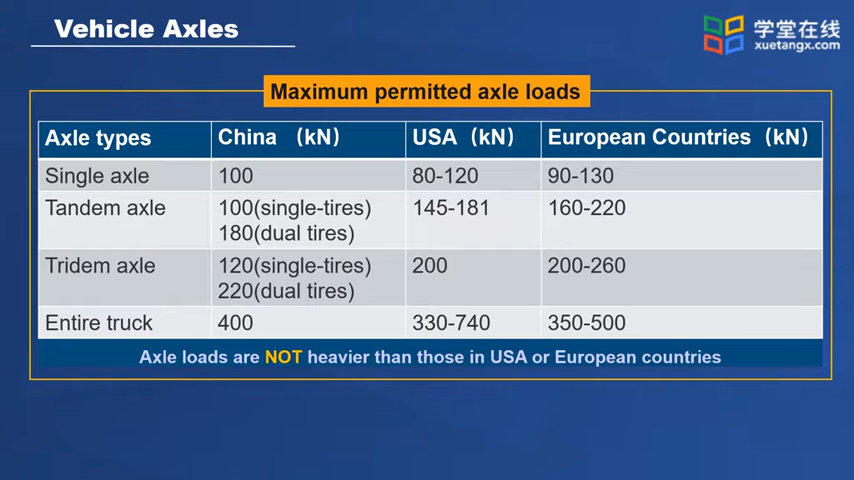 Vehicle Axles
学堂在线
xuetangx.com
Maximum permitted axle loads
Axle types China （kN） USA（kN） European Countries（kN）
Single axle 100 80-120 90-130
Tandem axle 100(single-tires) 145-181 160-220
180(dual tires)
Tridem axle 120(single-tires) 200 200-260
220(dual tires)
Entire truck 400 330-740 350-500
Axle loads are NOT heavier than those in USA or European countries